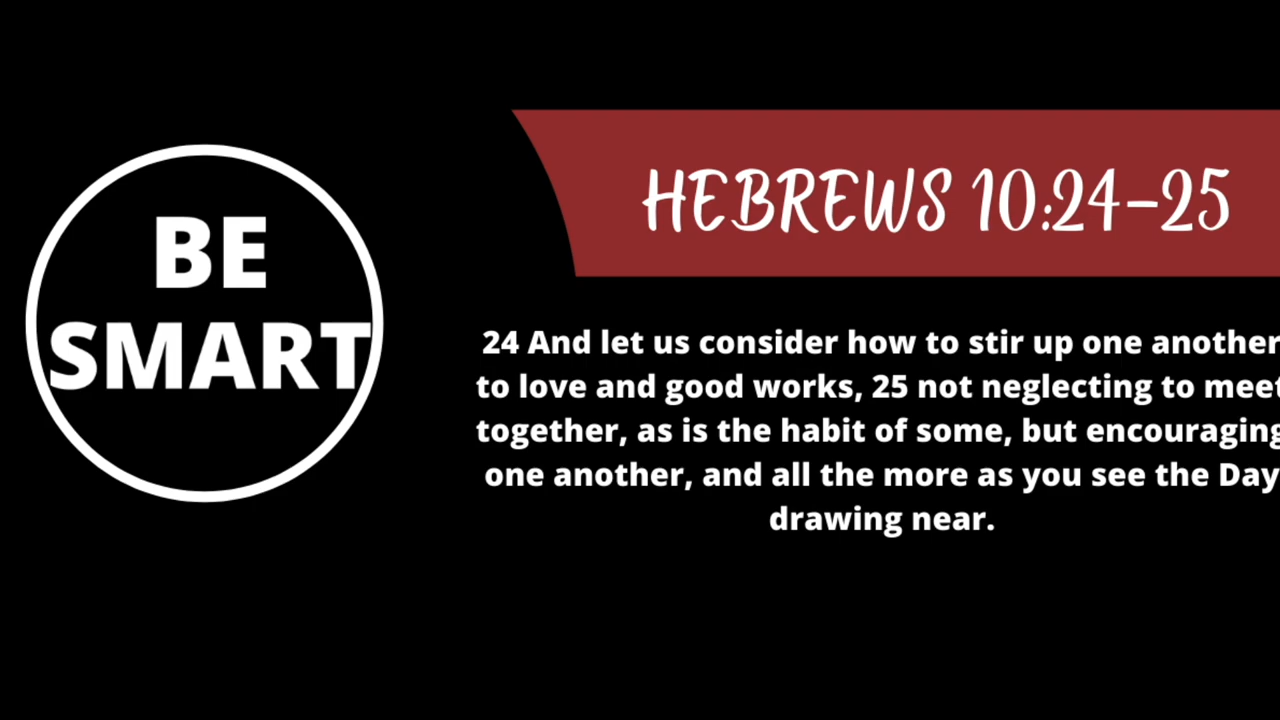 BE
SMART
HEBREWS 10:24-25
24 And let us consider how to stir up one another
to love and good works, 25 not neglecting to meet
together, as is the habit of some, but encouraging
one another, and all the more as you see the Day
drawing near.